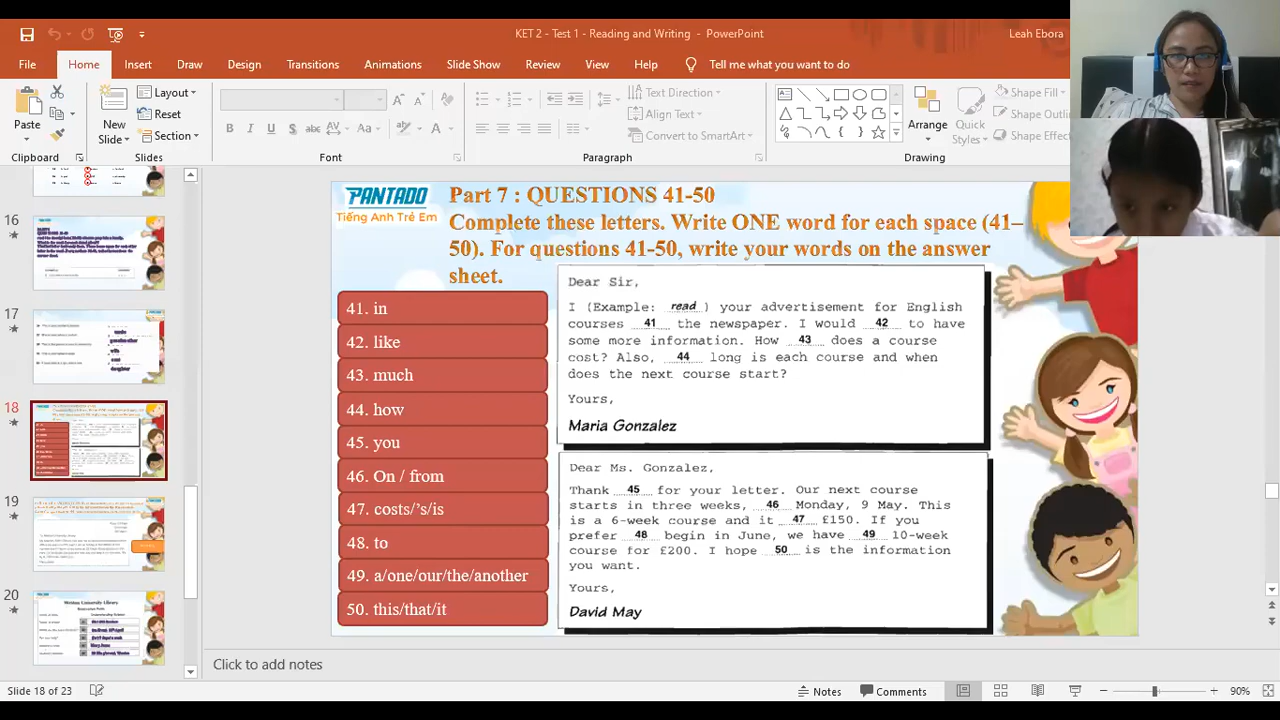 KET 2 - Test 1 - Reading and Writing - PowerPoint
Leah Ebora
File
Home
Insert
Draw
Design
Transitions
Animations
Slide Show
Review
View
Help
Tell me what you want to do
Paste
New
Slide
Layout
Reset
Section
B I U S abc AV Aa A
Text Direction
Align Text
Convert to SmartArt
Arrange
Quick
Styles
Shape Fill
Shape Outl
Shape Effec
Clipboard
Slides
Font
Paragraph
Drawing
16
17
18
19
20
PANTADO
Tiếng Anh Trẻ Em
Part 7 : QUESTIONS 41-50
Complete these letters. Write ONE word for each space (41–
50). For questions 41-50, write your words on the answer
sheet.
41. in
42. like
43. much
44. how
45. you
46. On / from
47. costs/'s/is
48. to
49. a/one/our/the/another
50. this/that/it
Dear Sir,
I (Example: read ) your advertisement for English
courses 41 the newspaper. I would 42 to have
some more information. How 43 does a course
cost? Also, 44 long is each course and when
does the next course start?
Yours,
Maria Gonzalez
Dear Ms. Gonzalez,
Thank 45 for your letter. Our next course
starts in three weeks, 46 Monday, 9 May. This
is a 6-week course and it 47 £150. If you
prefer 48 begin in June, we have 49 10-week
course for £200. I hope 50 is the information
you want.
Yours,
David May
Click to add notes
Slide 18 of 23
Notes
Comments
90%